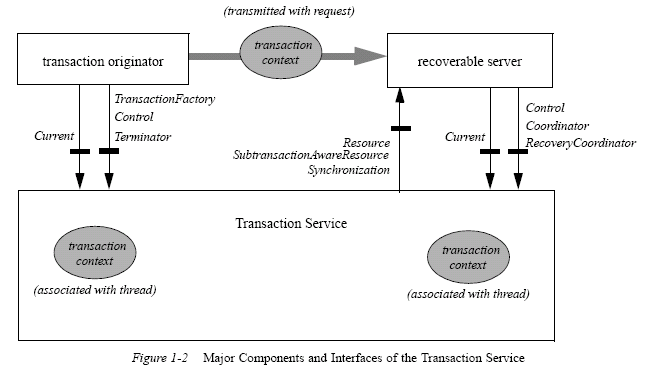 (transmitted with request)
transaction
context
transaction originator
recoverable server
TransactionFactory
Control
Terminator
Current
Resource
SubtransactionAwareResource
Synchronization
Current
Control
Coordinator
RecoveryCoordinator
Transaction Service
transaction
context
(associated with thread)
transaction
context
(associated with thread)
Figure 1-2 Major Components and Interfaces of the Transaction Service